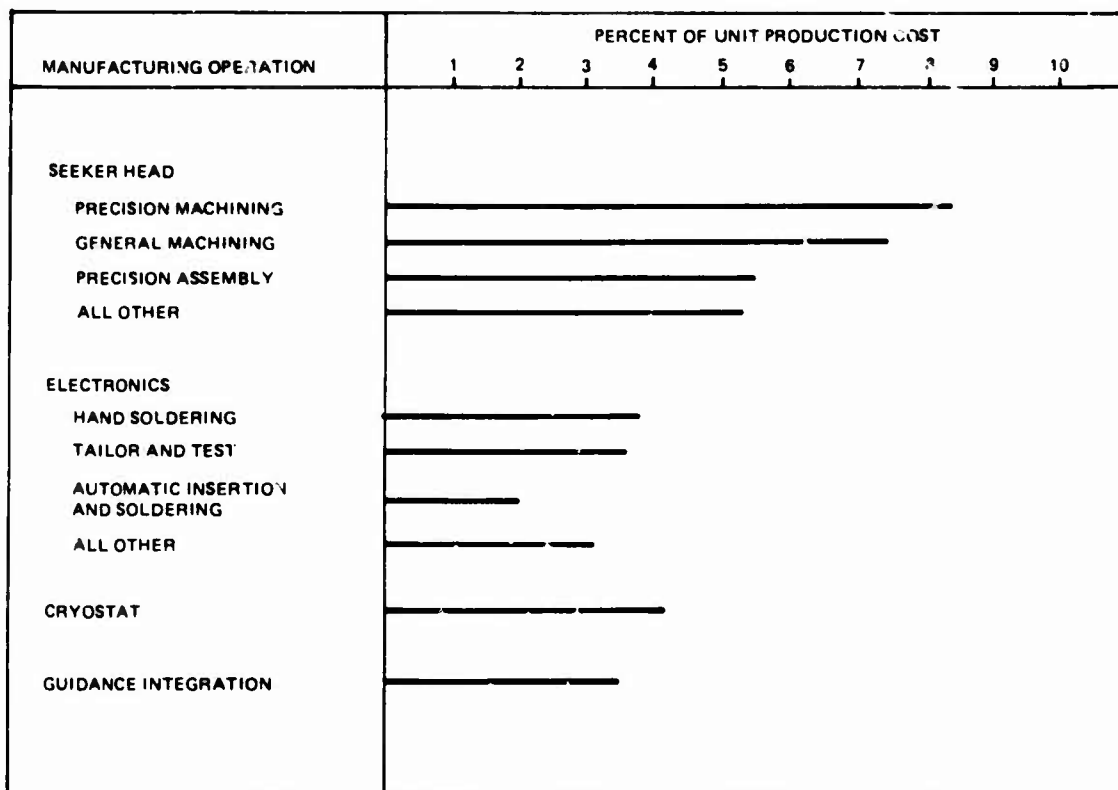 PERCENT OF UNIT PRODUCTION COST
MANUFACTURING OPERATION
1 2 3 4 5 6 7 8 9 10
SEEKER HEAD
PRECISION MACHINING
GENERAL MACHINING
PRECISION ASSEMBLY
ALL OTHER
ELECTRONICS
HAND SOLDERING
TAILOR AND TEST
AUTOMATIC INSERTION
AND SOLDERING
ALL OTHER
CRYOSTAT
GUIDANCE INTEGRATION